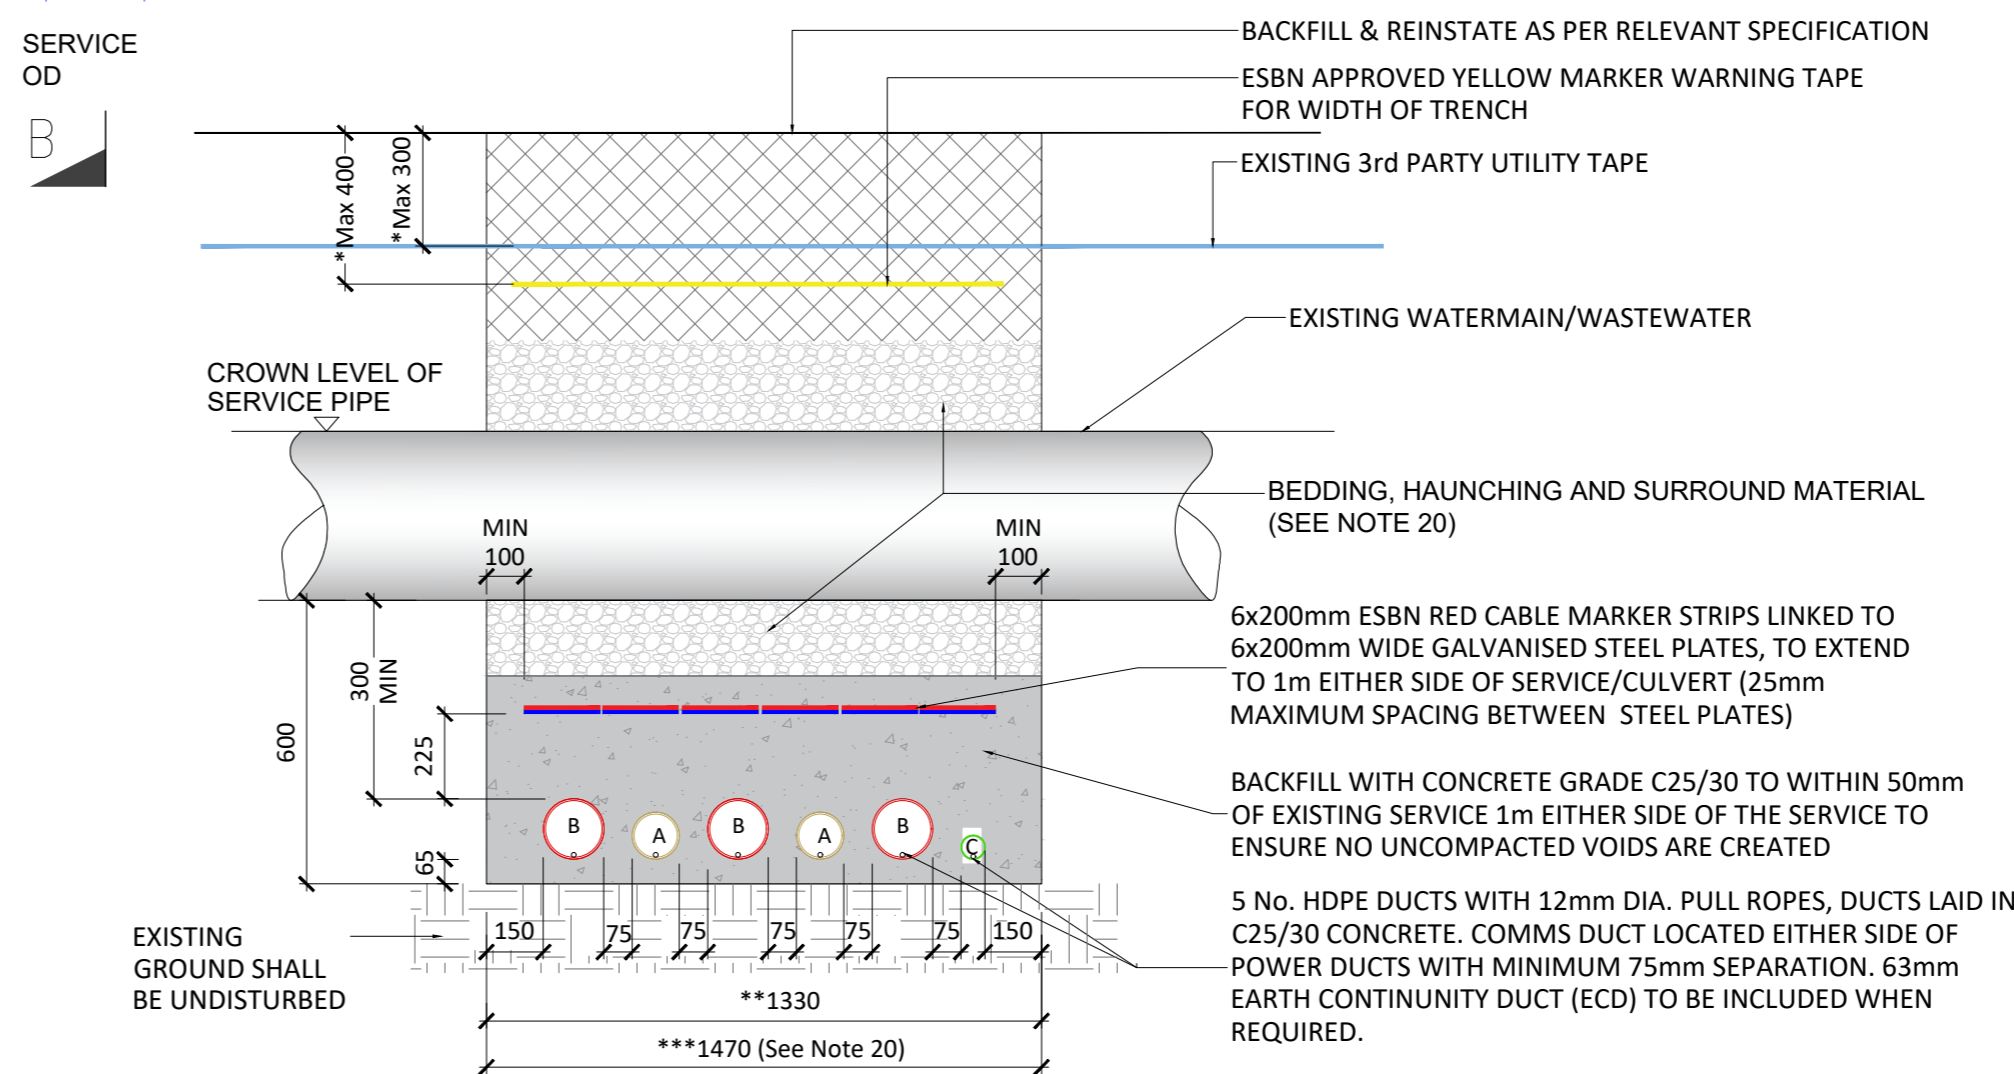 SERVICE
OD
B
BACKFILL & REINSTATE AS PER RELEVANT SPECIFICATION
ESBN APPROVED YELLOW MARKER WARNING TAPE
FOR WIDTH OF TRENCH
EXISTING 3rd PARTY UTILITY TAPE
*Max 400
*Max 300
EXISTING WATERMAIN/WASTEWATER
CROWN LEVEL OF
SERVICE PIPE
BEDDING, HAUNCHING AND SURROUND MATERIAL
(SEE NOTE 20)
MIN
100
MIN
100
6x200mm ESBN RED CABLE MARKER STRIPS LINKED TO
6x200mm WIDE GALVANISED STEEL PLATES, TO EXTEND
TO 1m EITHER SIDE OF SERVICE/CULVERT (25mm
MAXIMUM SPACING BETWEEN STEEL PLATES)
300
MIN
600
225
65
BACKFILL WITH CONCRETE GRADE C25/30 TO WITHIN 50mm
OF EXISTING SERVICE 1m EITHER SIDE OF THE SERVICE TO
ENSURE NO UNCOMPACTED VOIDS ARE CREATED
B A B A B C
5 No. HDPE DUCTS WITH 12mm DIA. PULL ROPES, DUCTS LAID IN
C25/30 CONCRETE. COMMS DUCT LOCATED EITHER SIDE OF
POWER DUCTS WITH MINIMUM 75mm SEPARATION. 63mm
EARTH CONTINUNITY DUCT (ECD) TO BE INCLUDED WHEN
REQUIRED.
EXISTING
GROUND SHALL
BE UNDISTURBED
150 75 75 75 75 75 150
**1330
***1470 (See Note 20)